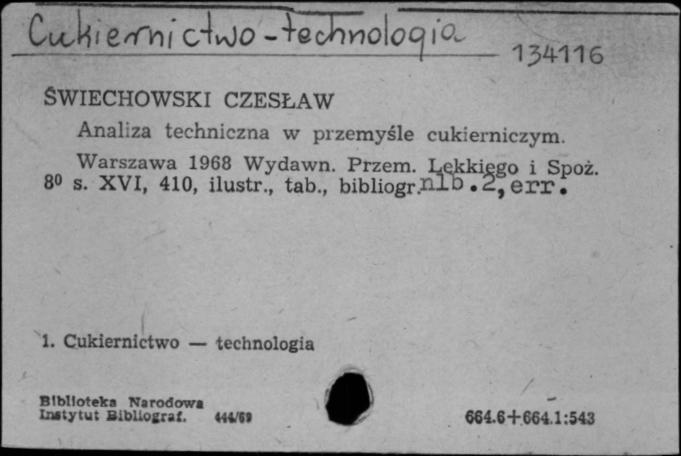 Cukiernictwo-technologia
134116
ŚWIECHOWSKI CZESŁAW
Analiza techniczna w przemyśle cukierniczym.
Warszawa 1968 Wydawn. Przem. Lekkiego i Spoż.
8⁰ s. XVI, 410, ilustr., tab., bibliogr.nlb.2,err.
1. Cukiernictwo — technologia
Biblioteka Narodowa
Instytut Bibliograf. 444/69
664.6+664.1:543